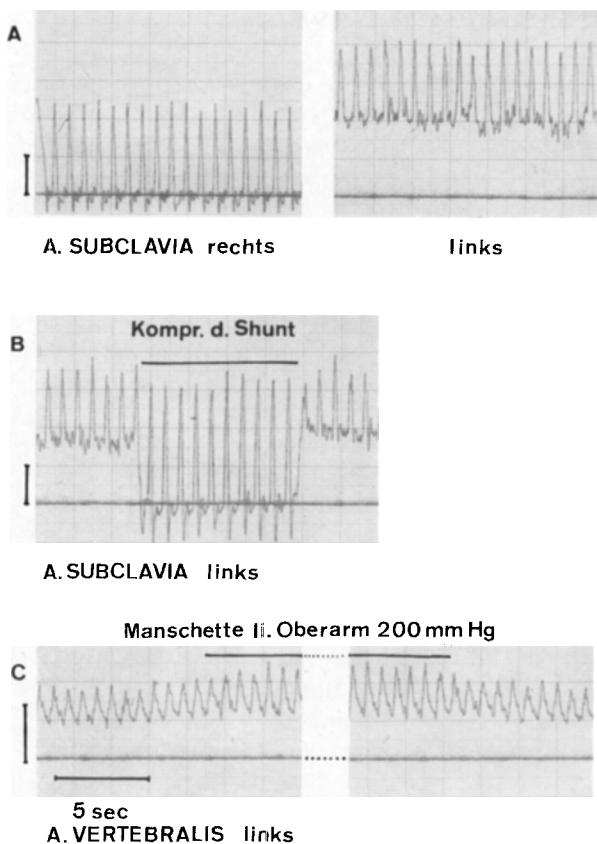 A
A. SUBCLAVIA rechts
links
Kompr. d. Shunt
B
A. SUBCLAVIA links
Manschette li. Oberarm 200 mm Hg
C
5 sec
A. VERTEBRALIS links